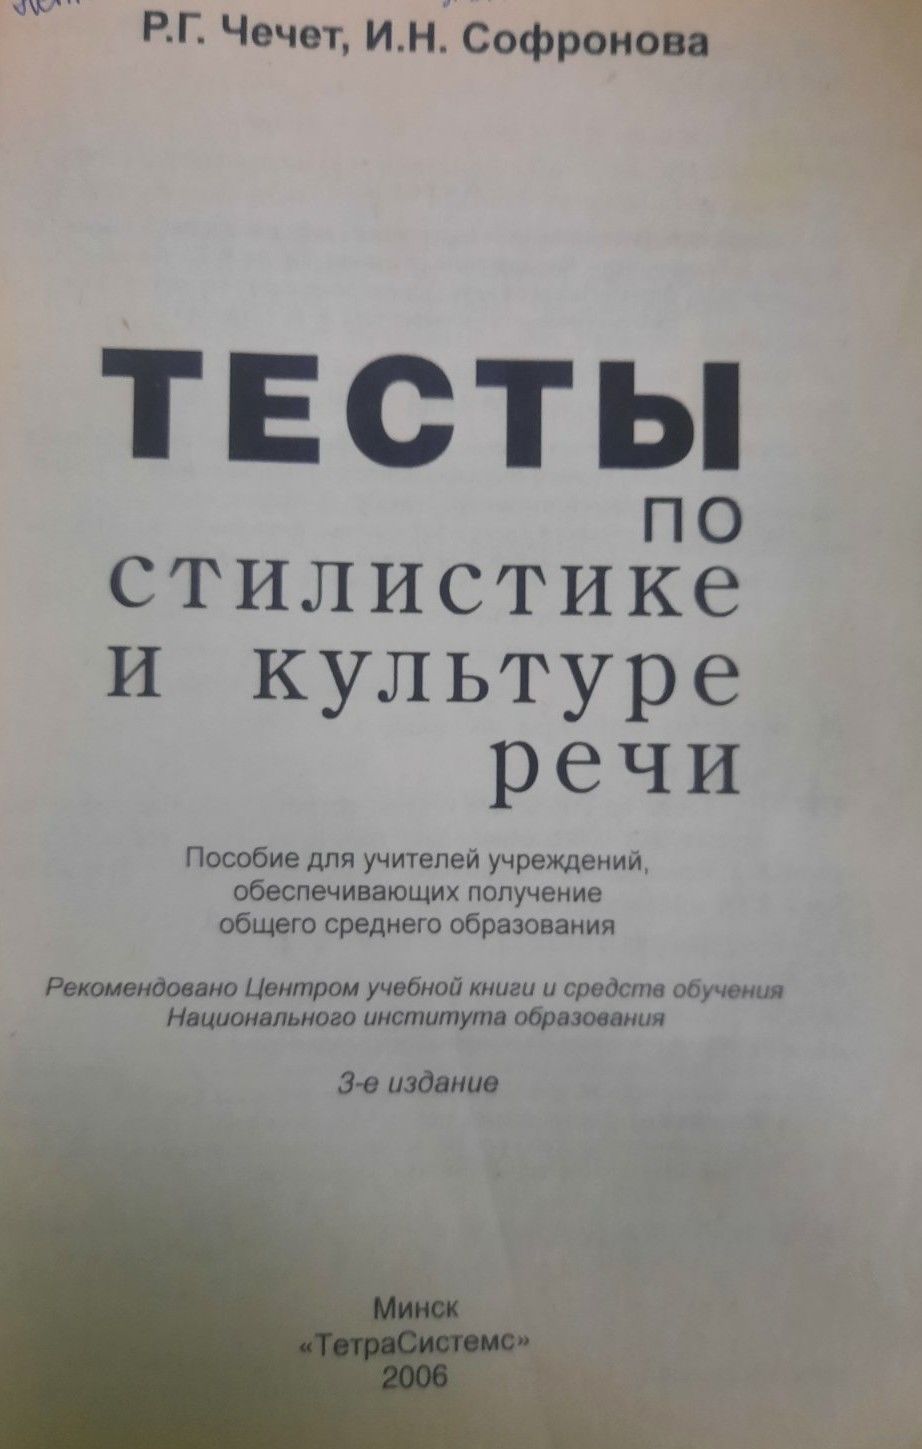 Р.Г. Чечет, И.Н. Софронова
ТЕСТЫ
по
стилистике
и культуре
речи
Пособие для учителей учреждений,
обеспечивающих получение
общего среднего образования
Рекомендовано Центром учебной книги и средств обучения
Национального института образования
3-е издание
Минск
«ТетраСистемс»
2006